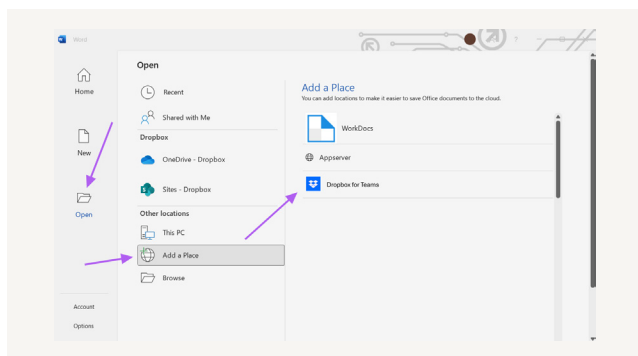 Word
?
Home
New
Open
Account
Options
Open
Recent
Shared with Me
Dropbox
OneDrive - Dropbox
Sites - Dropbox
Other locations
This PC
Add a Place
Browse
Add a Place
You can add locations to make it easier to save Office documents to the cloud.
WorkDocs
Appserver
Dropbox for Teams